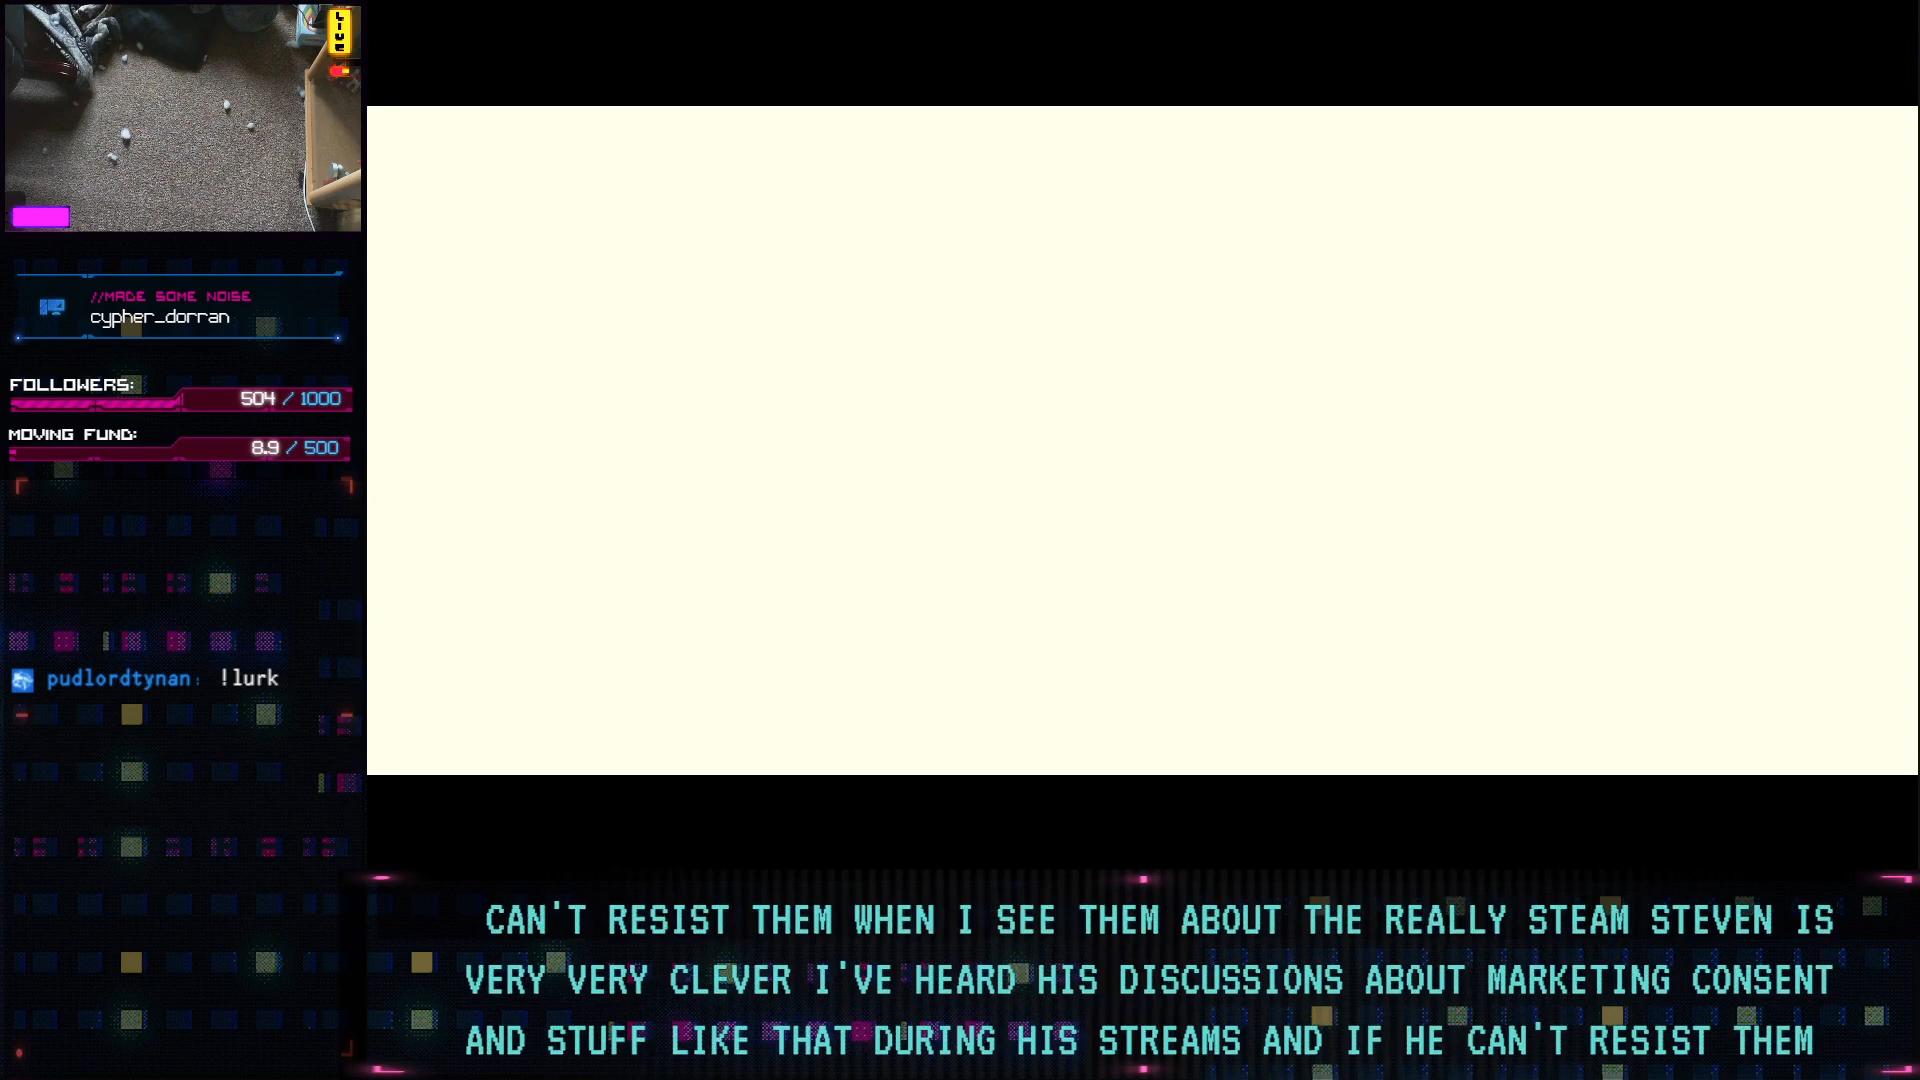 LIVE
//MADE SOME NOISE
cypher_dorran
FOLLOWERS:
504 / 1000
MOVING FUND:
8.9 / 500
pudlordtynan: !lurk
CAN'T RESIST THEM WHEN I SEE THEM ABOUT THE REALLY STEAM STEVEN IS
VERY VERY CLEVER I'VE HEARD HIS DISCUSSIONS ABOUT MARKETING CONSENT
AND STUFF LIKE THAT DURING HIS STREAMS AND IF HE CAN'T RESIST THEM